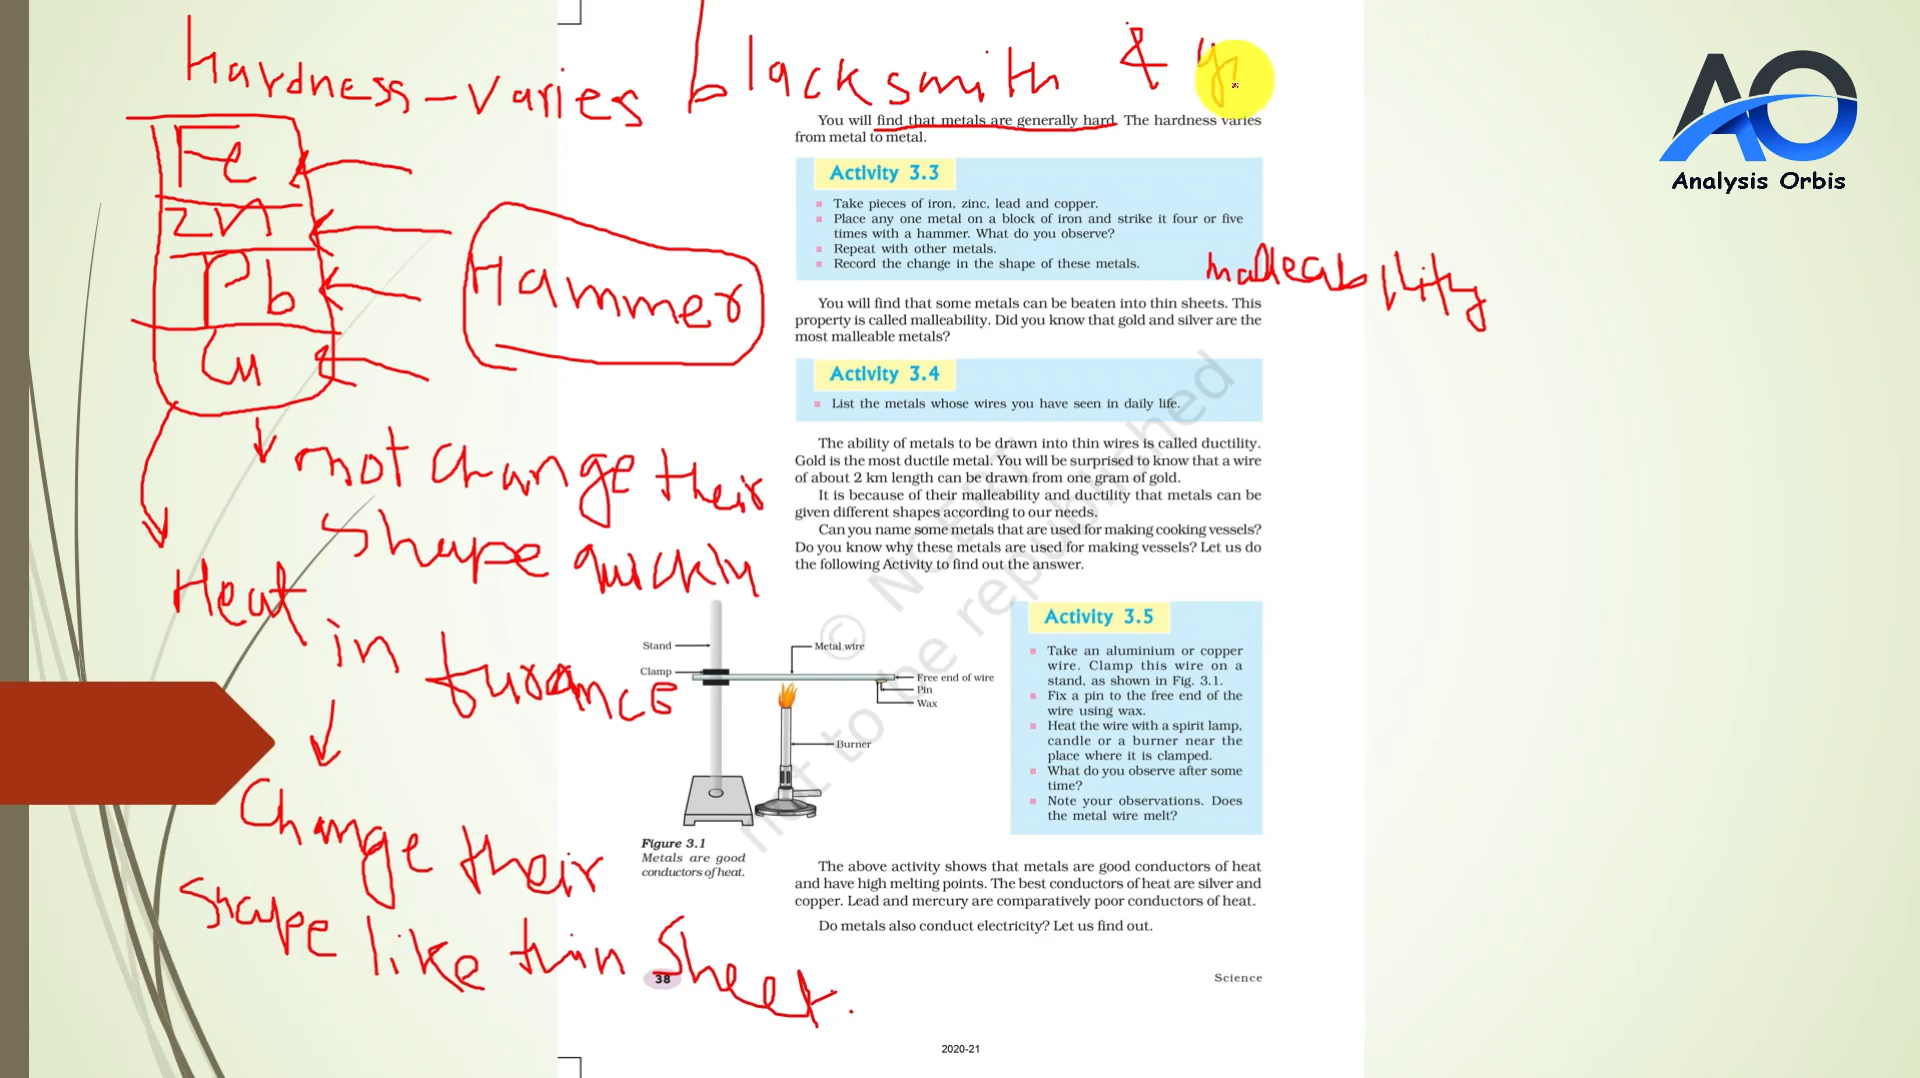 Hardness - Varies blacksmith &
Fe
Zn
Pb
Cu
Hammer
not change their
shape quickly
Heat in furance
Change their
shape like thin Sheet.
malleability
AO
Analysis Orbis
You will find that metals are generally hard. The hardness varies
from metal to metal.
Activity 3.3
Take pieces of iron, zinc, lead and copper.
Place any one metal on a block of iron and strike it four or five
times with a hammer. What do you observe?
Repeat with other metals.
Record the change in the shape of these metals.
You will find that some metals can be beaten into thin sheets. This
property is called malleability. Did you know that gold and silver are the
most malleable metals?
Activity 3.4
List the metals whose wires you have seen in daily life.
The ability of metals to be drawn into thin wires is called ductility.
Gold is the most ductile metal. You will be surprised to know that a wire
of about 2 km length can be drawn from one gram of gold.
It is because of their malleability and ductility that metals can be
given different shapes according to our needs.
Can you name some metals that are used for making cooking vessels?
Do you know why these metals are used for making vessels? Let us do
the following Activity to find out the answer.
Stand
Clamp
Metal wire
Free end of wire
Pin
Wax
Burner
Figure 3.1
Metals are good
conductors of heat.
Activity 3.5
Take an aluminium or copper
wire. Clamp this wire on a
stand, as shown in Fig. 3.1.
Fix a pin to the free end of the
wire using wax.
Heat the wire with a spirit lamp,
candle or a burner near the
place where it is clamped.
What do you observe after some
time?
Note your observations. Does
the metal wire melt?
The above activity shows that metals are good conductors of heat
and have high melting points. The best conductors of heat are silver and
copper. Lead and mercury are comparatively poor conductors of heat.
Do metals also conduct electricity? Let us find out.
38
Science
2020-21
© NCERT
not to be republished